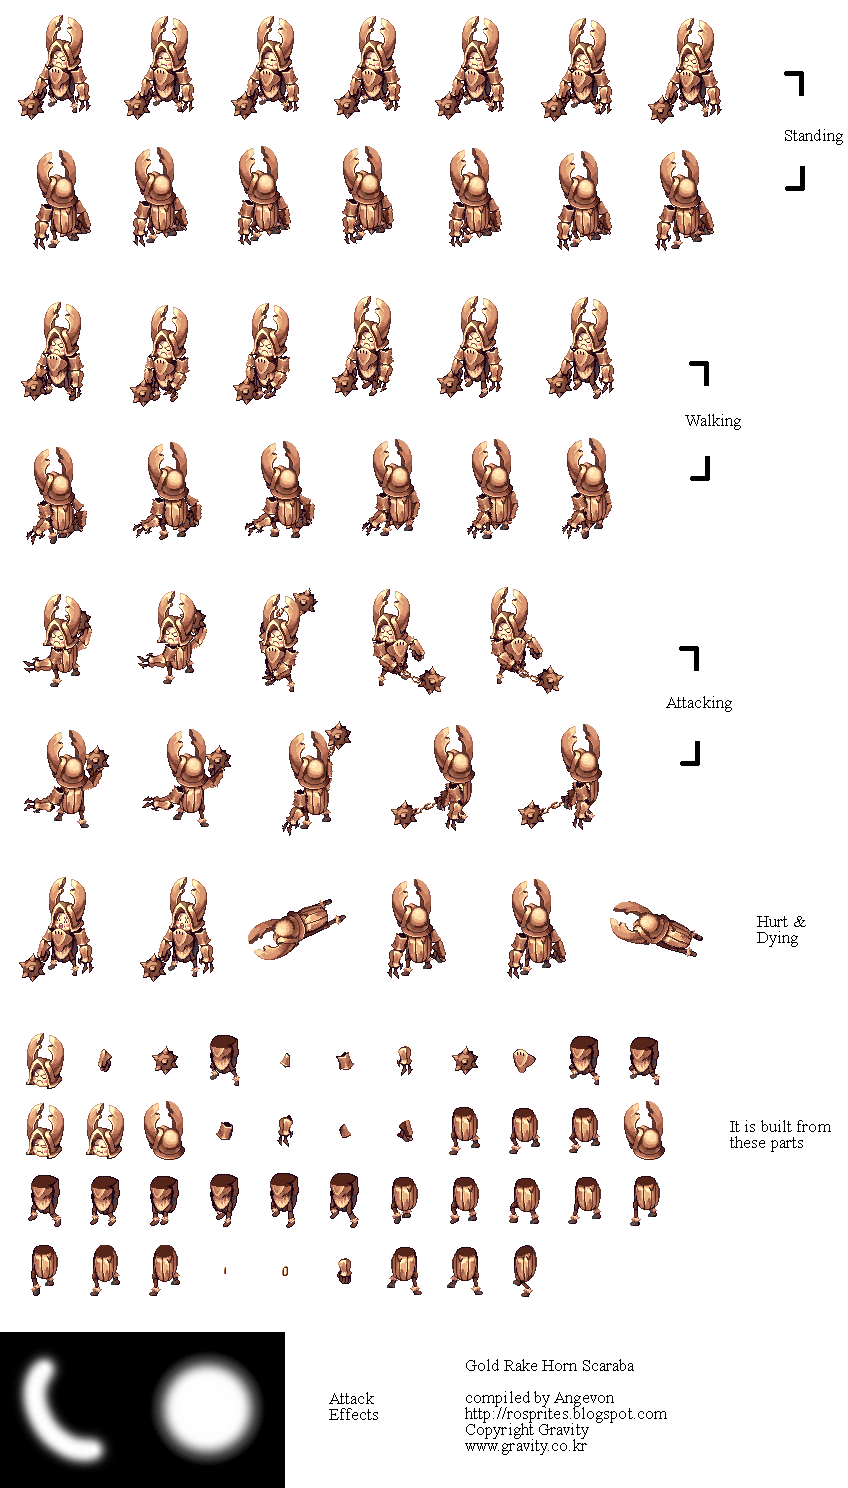 Standing
Walking
Attacking
Hurt &
Dying
It is built from
these parts
Attack
Effects
Gold Rake Horn Scaraba
compiled by Angevon
http://rosprites.blogspot.com
Copyright Gravity
www.gravity.co.kr